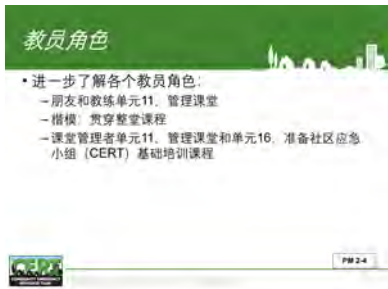 教员角色
• 进一步了解各个教员角色：
– 朋友和教练单元11，管理课堂
– 楷模：贯穿整堂课程
– 课堂管理者单元11，管理课堂和单元16，准备社区应急
小组（CERT）基础培训课程
CERT
PM 2-4